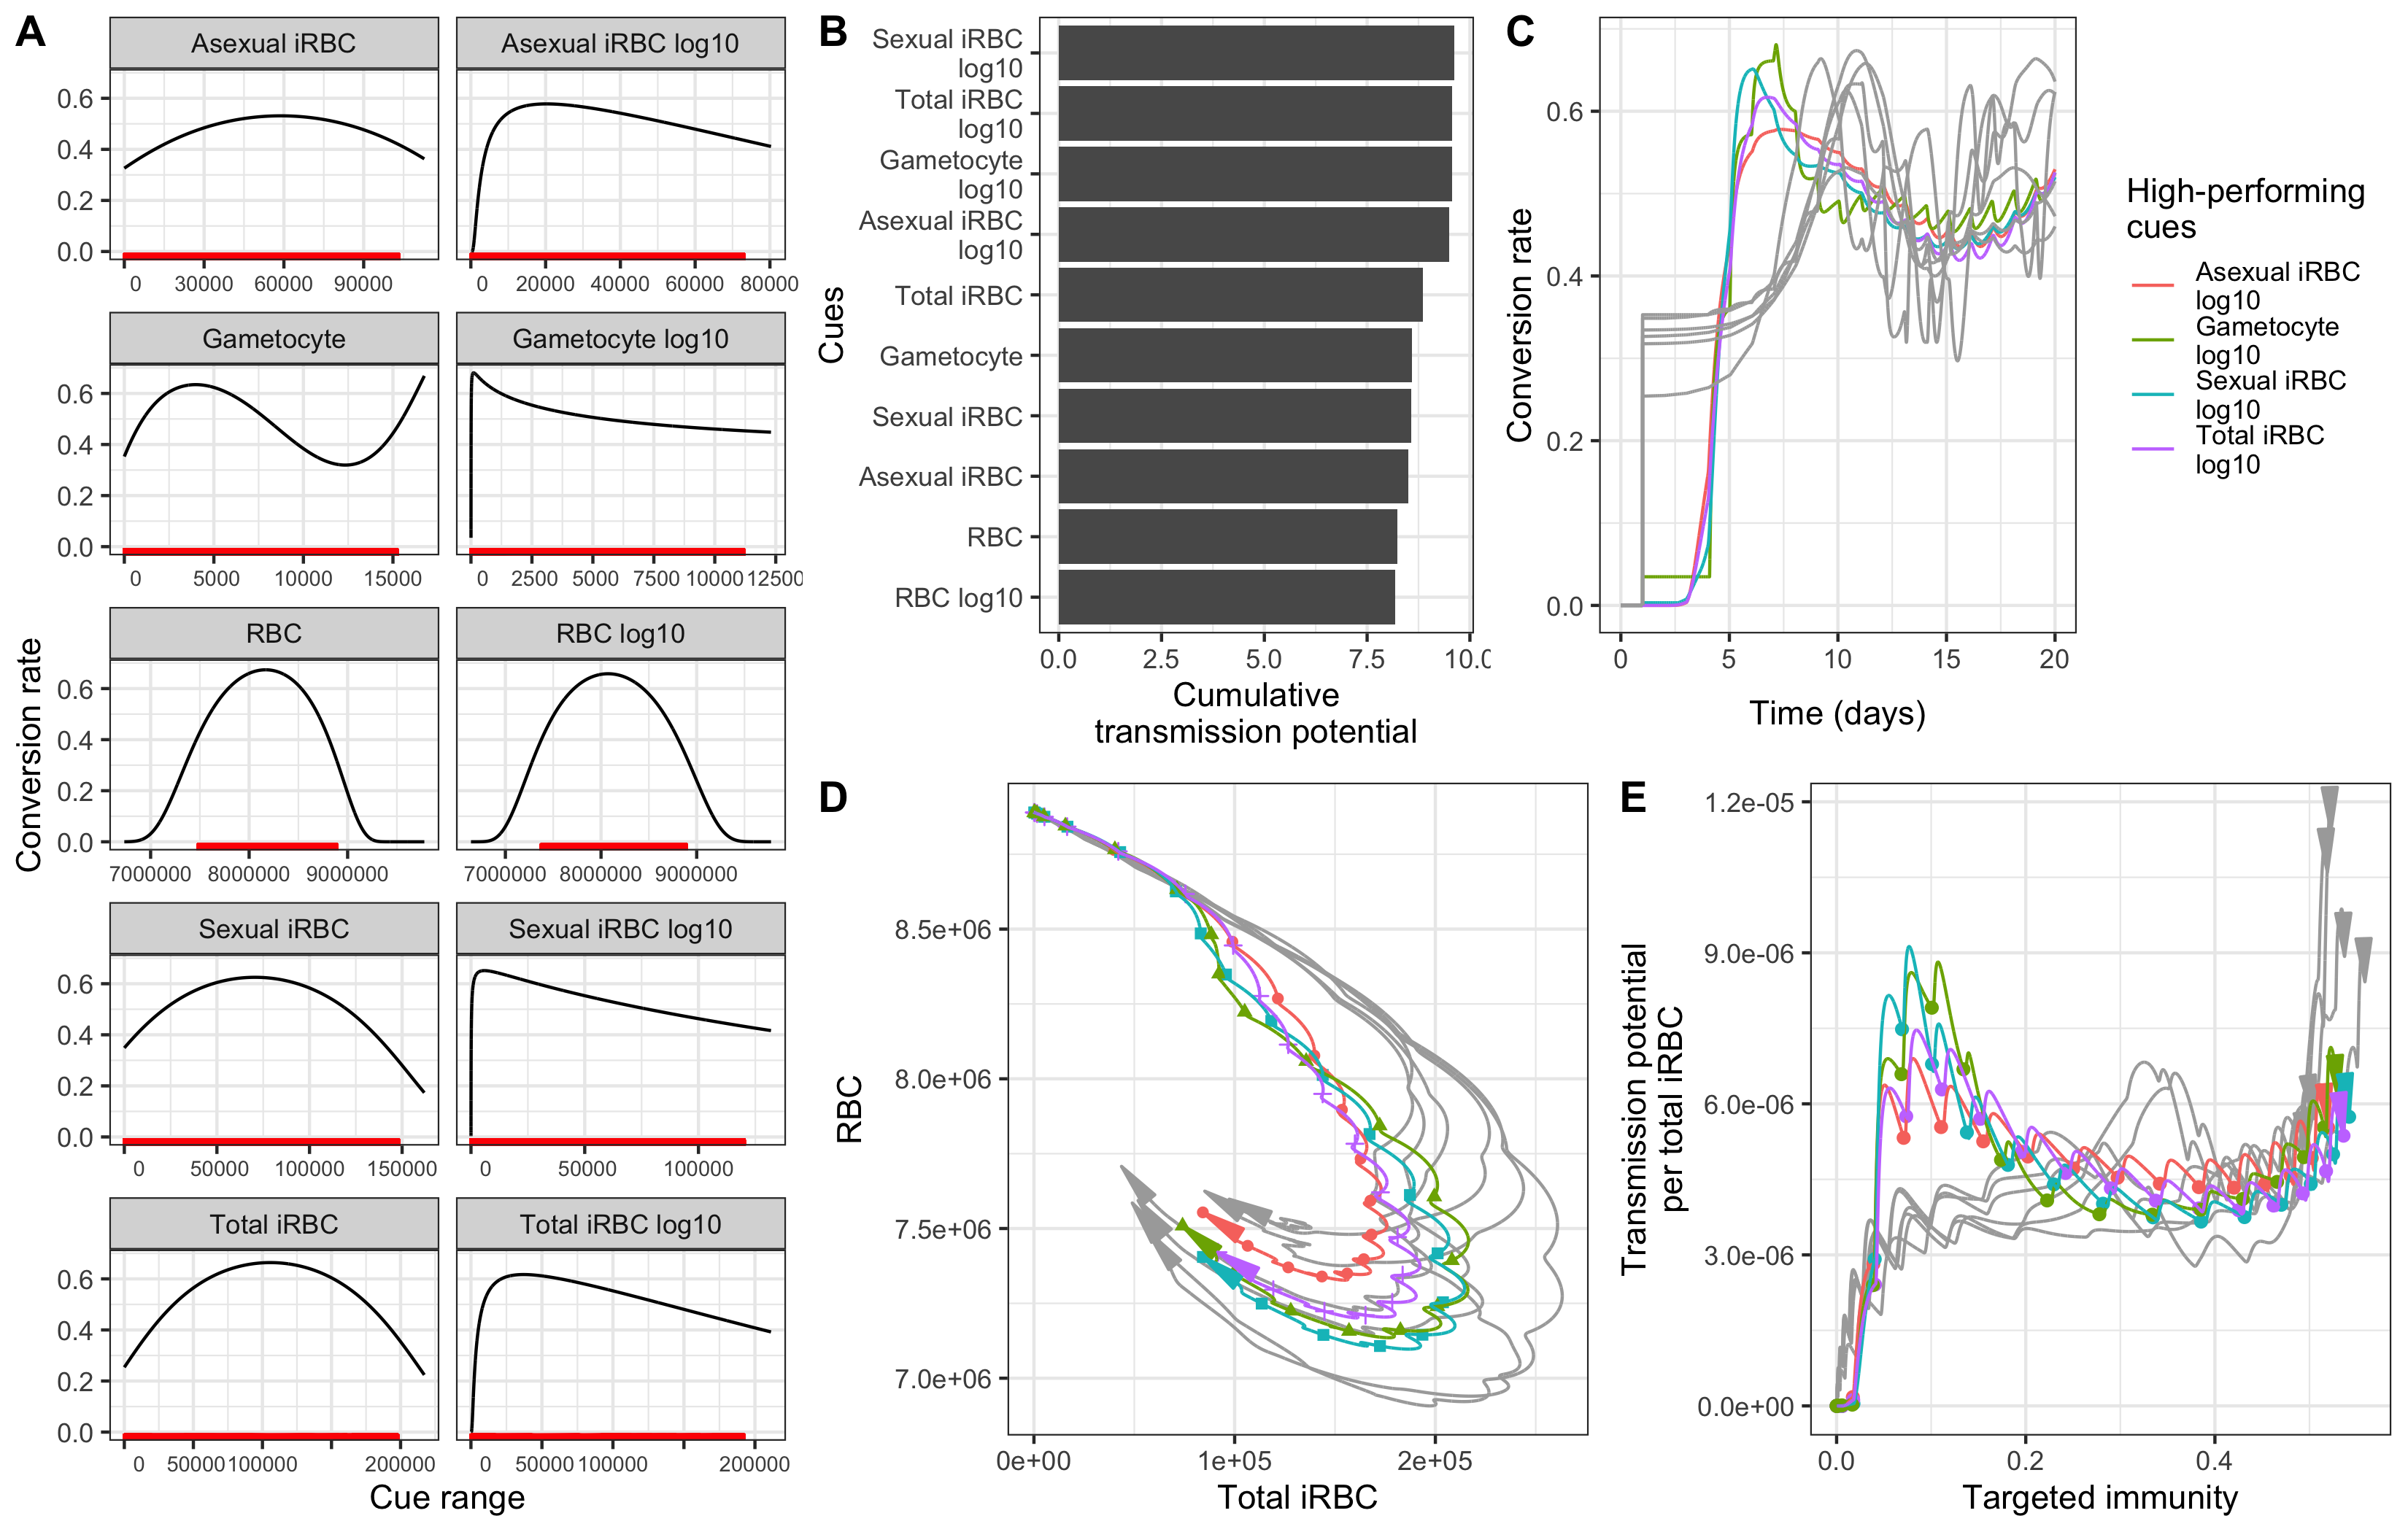 A
Asexual iRBC
Asexual iRBC log10
0.6
0.4
0.2
0.0
0 30000 60000 90000
0 20000 40000 60000 80000
Gametocyte
Gametocyte log10
0.6
0.4
0.2
0.0
0 5000 10000 15000
0 2500 5000 7500 10000 12500
RBC
RBC log10
0.6
0.4
0.2
0.0
7000000 8000000 9000000
7000000 8000000 9000000
Sexual iRBC
Sexual iRBC log10
0.6
0.4
0.2
0.0
0 50000 100000 150000
0 50000 100000
Total iRBC
Total iRBC log10
0.6
0.4
0.2
0.0
0 50000 100000 200000
0 50000 100000 200000
Conversion rate
Cue range
B
Sexual iRBC
log10
Total iRBC
log10
Gametocyte
log10
Asexual iRBC
log10
Total iRBC
Gametocyte
Sexual iRBC
Asexual iRBC
RBC
RBC log10
Cues
0.0 2.5 5.0 7.5 10.0
Cumulative
transmission potential
C
0.6
0.4
0.2
0.0
Conversion rate
0 5 10 15 20
Time (days)
High-performing
cues
Asexual iRBC
log10
Gametocyte
log10
Sexual iRBC
log10
Total iRBC
log10
D
8.5e+06
8.0e+06
7.5e+06
7.0e+06
RBC
0e+00 1e+05 2e+05
Total iRBC
E
1.2e-05
9.0e-06
6.0e-06
3.0e-06
0.0e+00
Transmission potential
per total iRBC
0.0 0.2 0.4
Targeted immunity